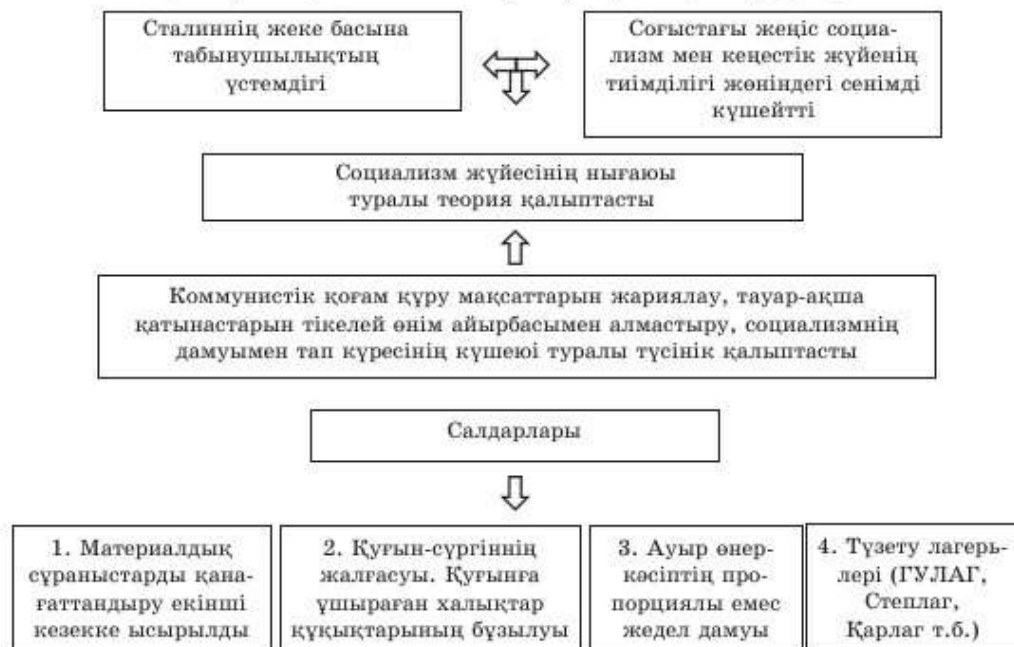 Сталиннің жеке басына
табынушылықтың
үстемдігі
Соғыстағы жеңіс социа-
лизм мен кеңестік жүйенің
тиімділігі жөніндегі сенімді
күшейтті
Социализм жүйесінің нығаюы
туралы теория қалыптасты
Коммунистік қоғам құру мақсаттарын жариялау, тауар-ақша
қатынастарын тікелей өнім айырбасымен алмастыру, социализмнің
дамуымен тап күресінің күшеюі туралы түсінік қалыптасты
Салдарлары
1. Материалдық
сұраныстарды қана-
ғаттандыру екінші
кезекке ысырылды
2. Қуғын-сүргіннің
жалғасуы. Қуғынға
ұшыраған халықтар
құқықтарының бұзылуы
3. Ауыр өнер-
кәсіптің про-
порциялы емес
жедел дамуы
4. Түзету лагерь-
лері (ГУЛАГ,
Степлаг,
Қарлаг т.б.)